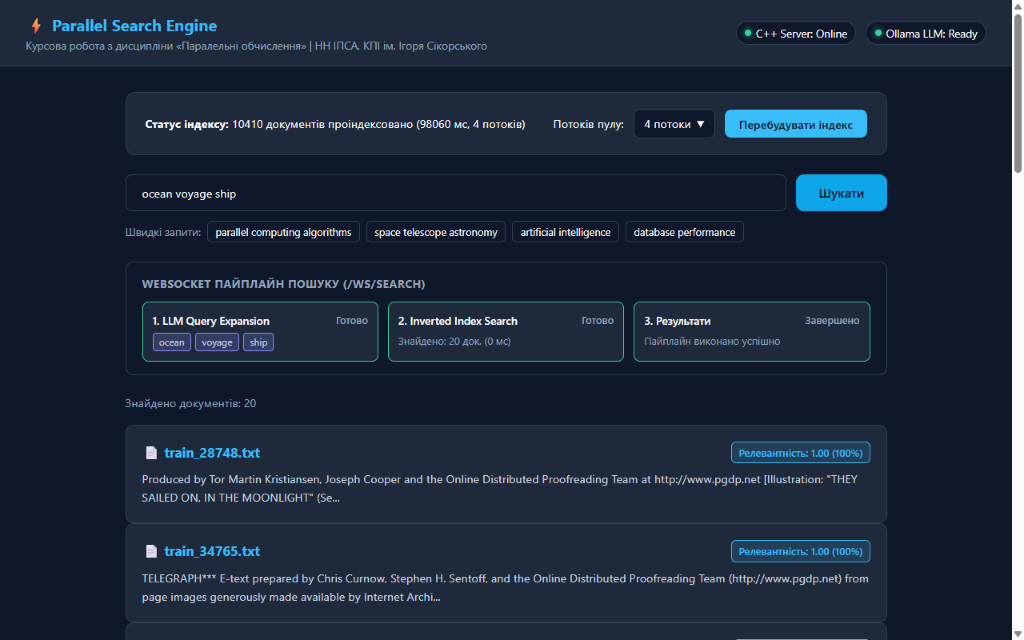 Parallel Search Engine
Курсова робота з дисципліни «Паралельні обчислення» | НН ІПСА, КПІ ім. Ігоря Сікорського
C++ Server: Online
Ollama LLM: Ready
Статус індексу: 10410 документів проіндексовано (98060 мс, 4 потоків)
Потоків пулу:
4 потоки ▼
Перебудувати індекс
ocean voyage ship
Шукати
Швидкі запити:
parallel computing algorithms
space telescope astronomy
artificial intelligence
database performance
WEBSOCKET ПАЙПЛАЙН ПОШУКУ (/WS/SEARCH)
1. LLM Query Expansion
Готово
ocean
voyage
ship
2. Inverted Index Search
Готово
Знайдено: 20 док. (0 мс)
3. Результати
Завершено
Пайплайн виконано успішно
Знайдено документів: 20
train_28748.txt
Релевантність: 1.00 (100%)
Produced by Tor Martin Kristiansen, Joseph Cooper and the Online Distributed Proofreading Team at http://www.pgdp.net [Illustration: "THEY
SAILED ON, IN THE MOONLIGHT" (Se...
train_34765.txt
Релевантність: 1.00 (100%)
TELEGRAPH*** E-text prepared by Chris Curnow, Stephen H. Sentoff, and the Online Distributed Proofreading Team (http://www.pgdp.net) from
page images generously made available by Internet Archi...